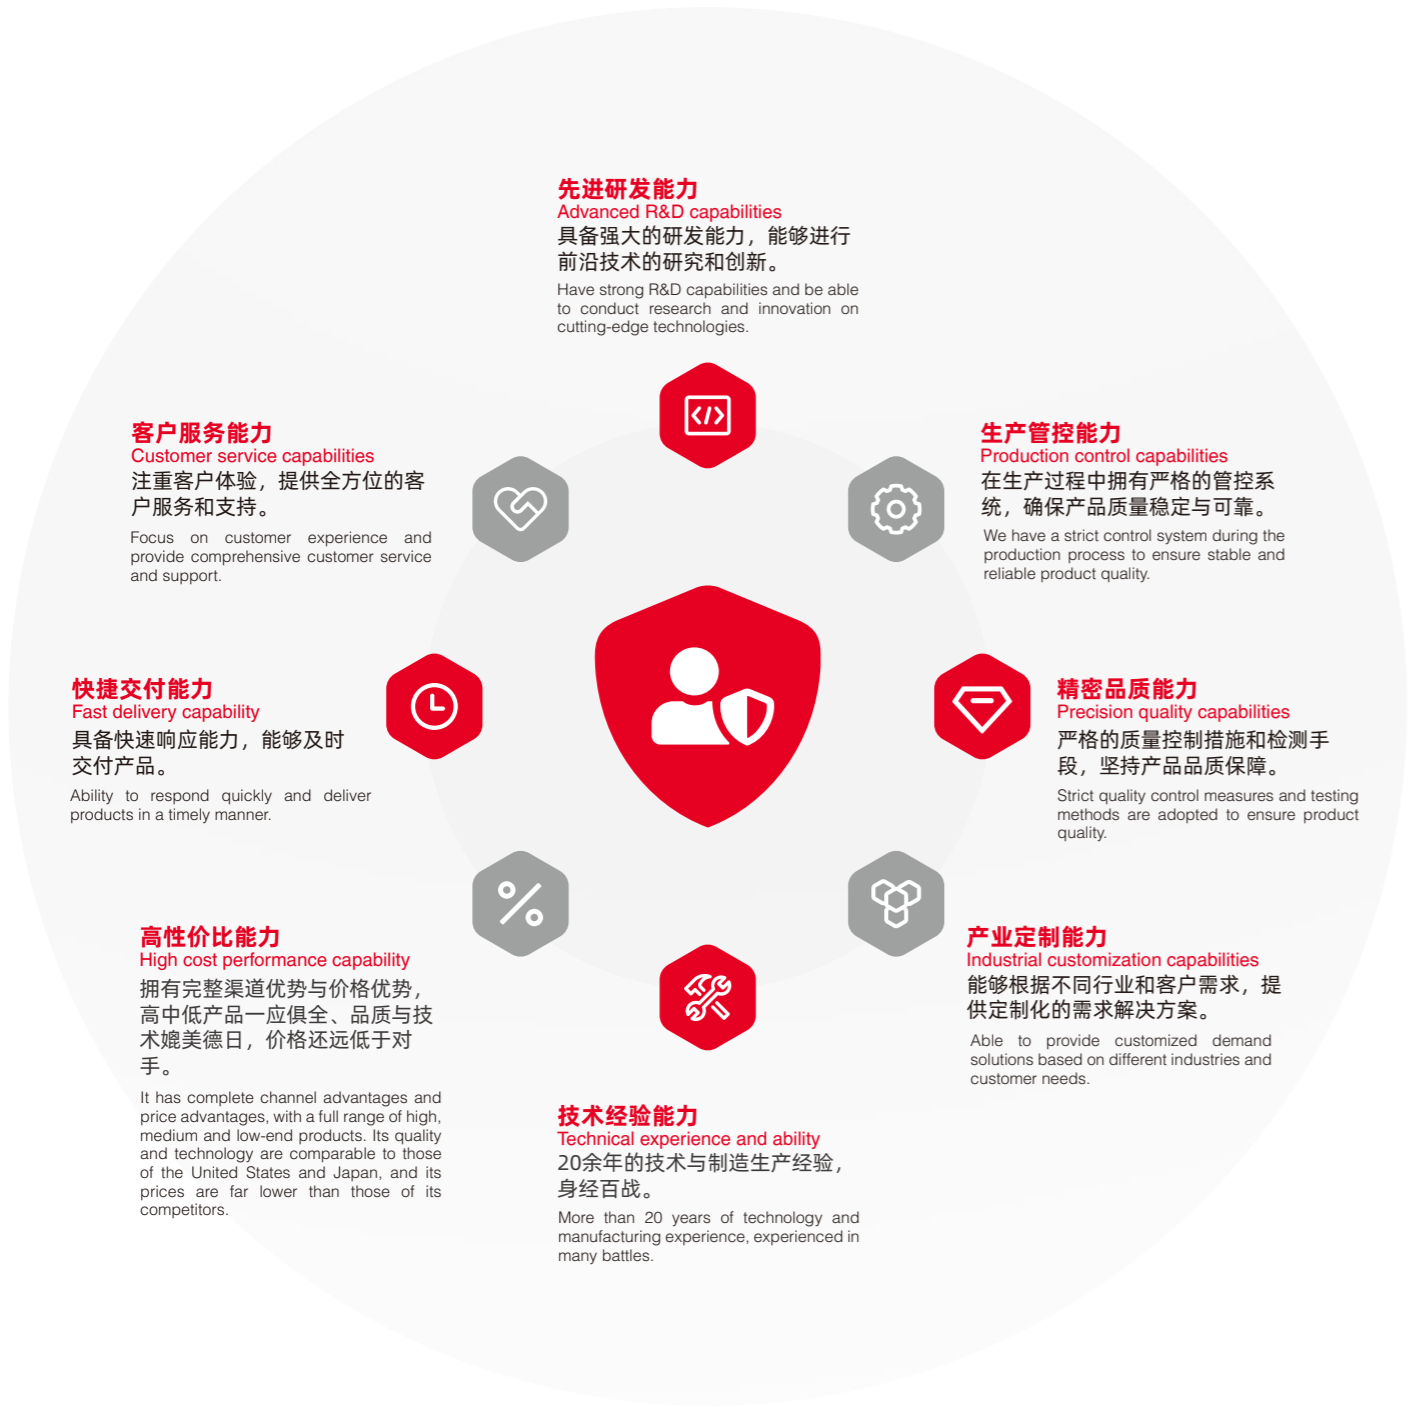 先进研发能力
Advanced R&D capabilities
具备强大的研发能力，能够进行
前沿技术的研究和创新。
Have strong R&D capabilities and be able
to conduct research and innovation on
cutting-edge technologies.
客户服务能力
Customer service capabilities
注重客户体验，提供全方位的客
户服务和支持。
Focus on customer experience and
provide comprehensive customer service
and support.
生产管控能力
Production control capabilities
在生产过程中拥有严格的管控系
统，确保产品质量稳定与可靠。
We have a strict control system during the
production process to ensure stable and
reliable product quality.
快捷交付能力
Fast delivery capability
具备快速响应能力，能够及时
交付产品。
Ability to respond quickly and deliver
products in a timely manner.
精密品质能力
Precision quality capabilities
严格的质量控制措施和检测手
段，坚持产品品质保障。
Strict quality control measures and testing
methods are adopted to ensure product
quality.
高性价比能力
High cost performance capability
拥有完整渠道优势与价格优势，
高中低产品一应俱全、品质与技
术媲美德日，价格还远低于对
手。
It has complete channel advantages and
price advantages, with a full range of high,
medium and low-end products. Its quality
and technology are comparable to those
of the United States and Japan, and its
prices are far lower than those of its
competitors.
产业定制能力
Industrial customization capabilities
能够根据不同行业和客户需求，提
供定制化的需求解决方案。
Able to provide customized demand
solutions based on different industries and
customer needs.
技术经验能力
Technical experience and ability
20余年的技术与制造生产经验，
身经百战。
More than 20 years of technology and
manufacturing experience, experienced in
many battles.